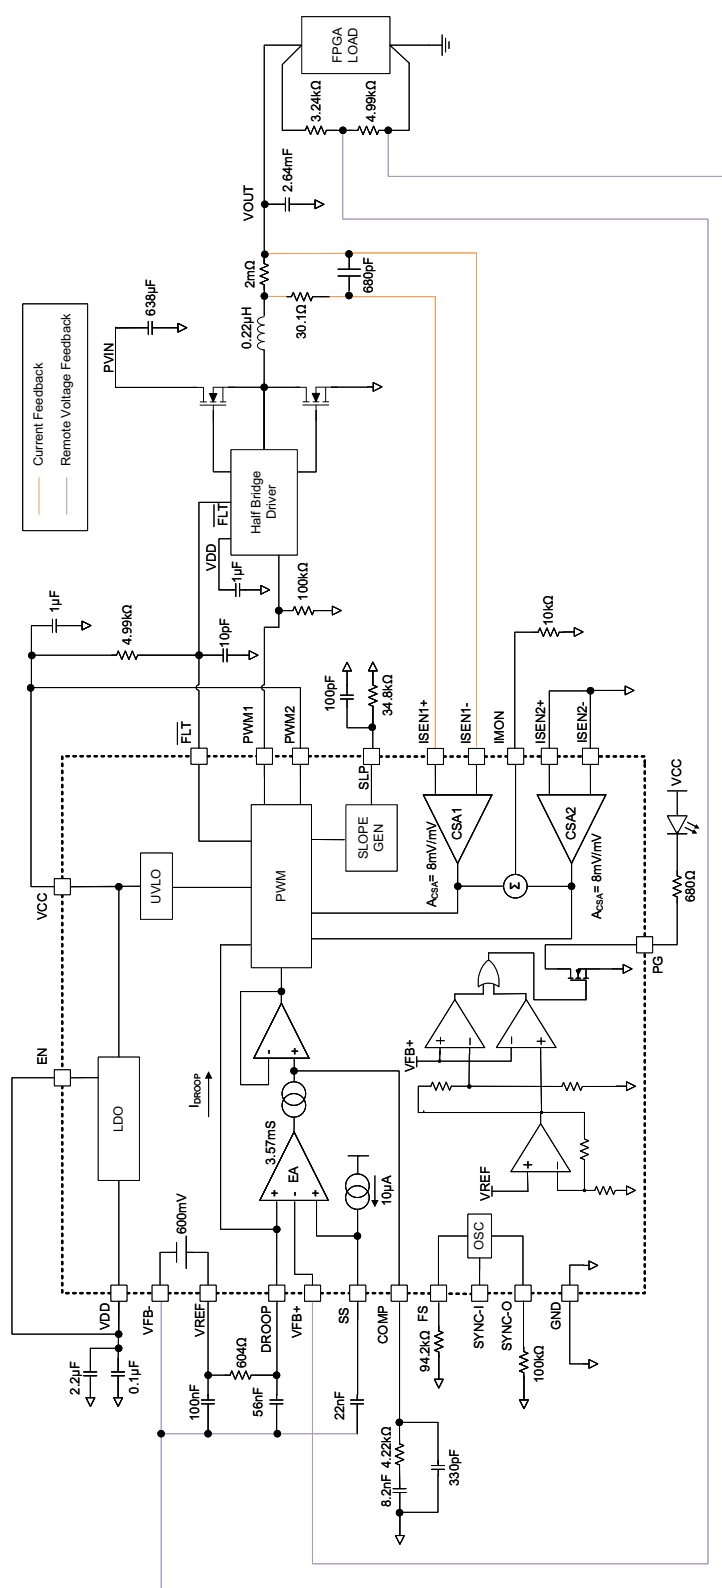 FPGA
LOAD
3.24kΩ
4.99kΩ
VOUT
2.64mF
2mΩ
680pF
30.1Ω
0.22µH
638µF
PVIN
Current Feedback
Remote Voltage Feedback
Half Bridge
Driver
FLT
VDD
1µF
100kΩ
1µF
4.99kΩ
10pF
100pF
34.8kΩ
10kΩ
FLT
PWM1
PWM2
SLP
ISEN1+
ISEN1-
IMON
ISEN2+
ISEN2-
VCC
UVLO
PWM
SLOPE
GEN
CSA1
ACSA= 8mV/mV
Σ
CSA2
ACSA= 8mV/mV
VCC
680Ω
PG
EN
LDO
IDROOP
-
+
3.57mS
EA
+
-
+
10µA
VFB+
+
-
-
+
VREF
+
-
600mV
OSC
VDD
VFB-
VREF
DROOP
VFB+
SS
COMP
FS
SYNC-I
SYNC-O
GND
2.2µF
0.1µF
604Ω
100nF
56nF
22nF
94.2kΩ
100kΩ
8.2nF 4.22kΩ
330pF